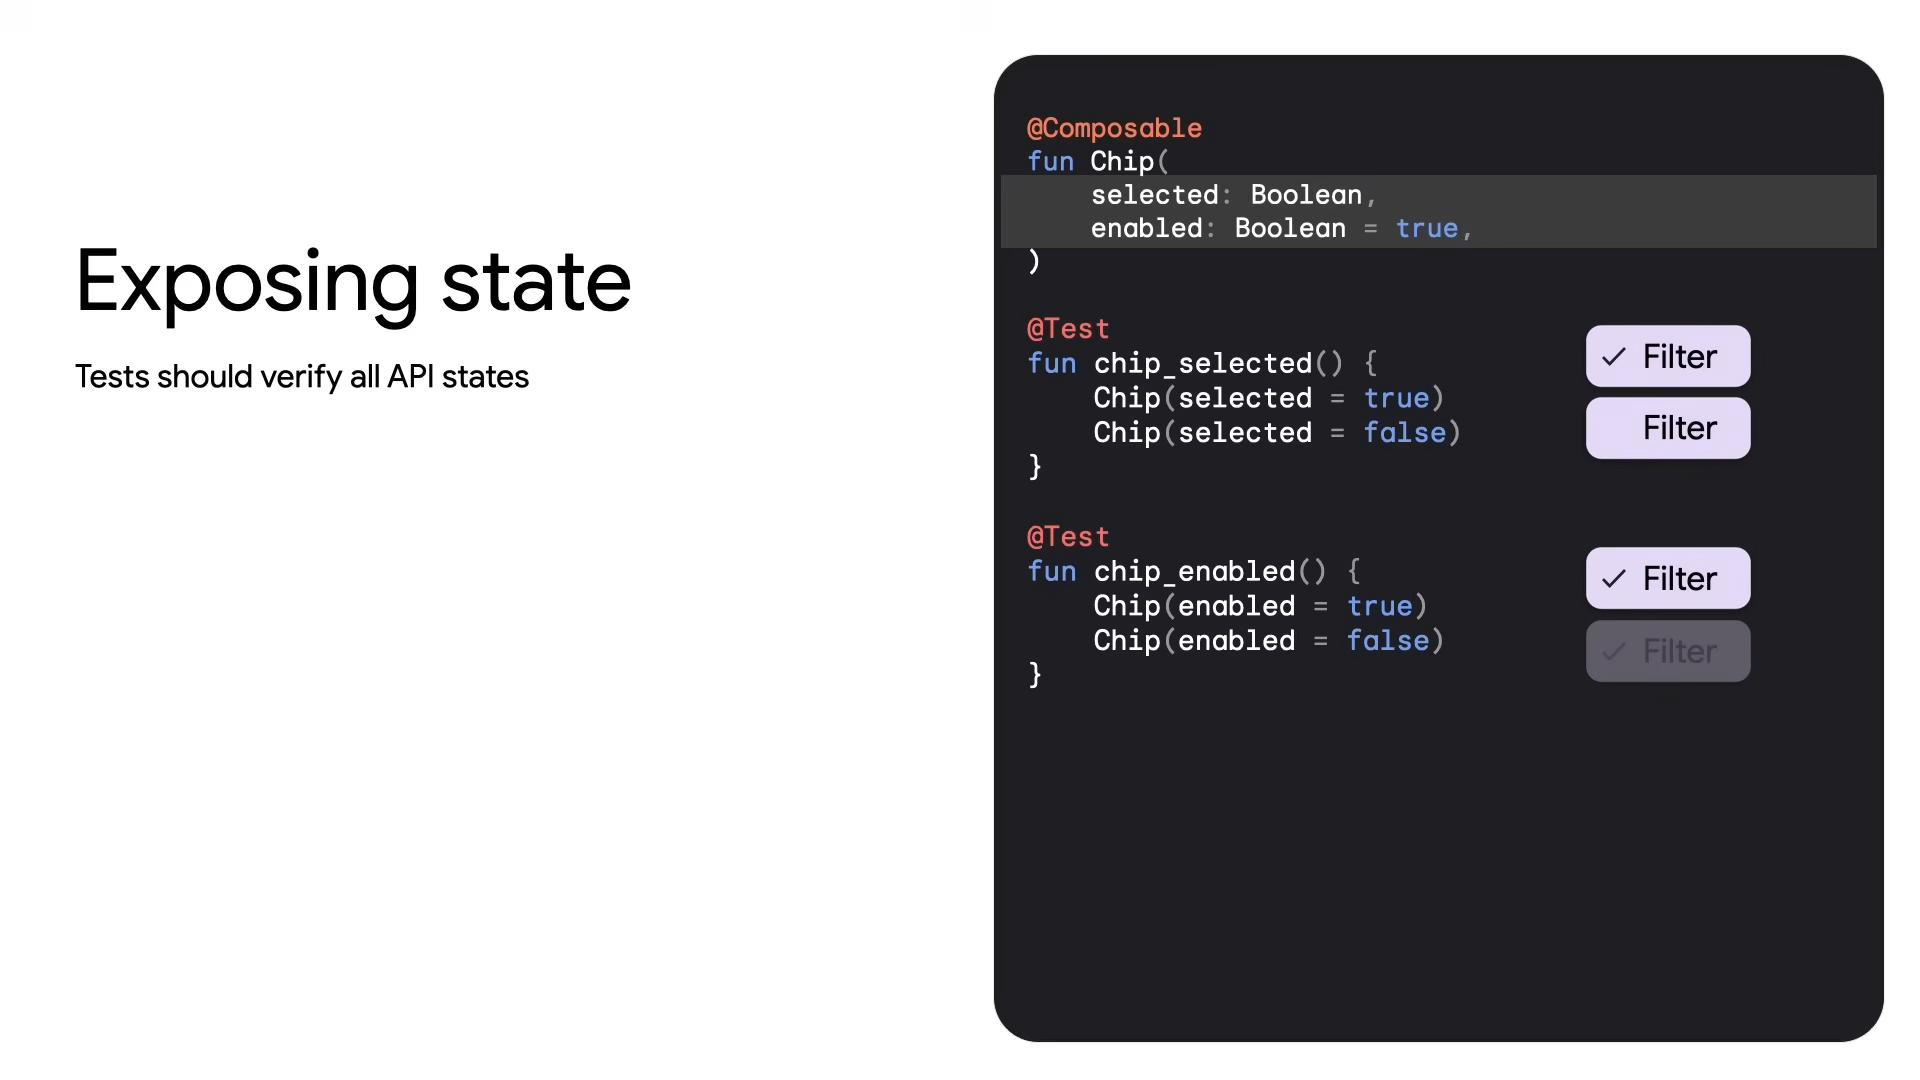 Exposing state
Tests should verify all API states
@Composable
fun Chip(
    selected: Boolean,
    enabled: Boolean = true,
)
@Test
fun chip_selected() {
    Chip(selected = true)
    Chip(selected = false)
}
Filter
Filter
@Test
fun chip_enabled() {
    Chip(enabled = true)
    Chip(enabled = false)
}
Filter
Filter